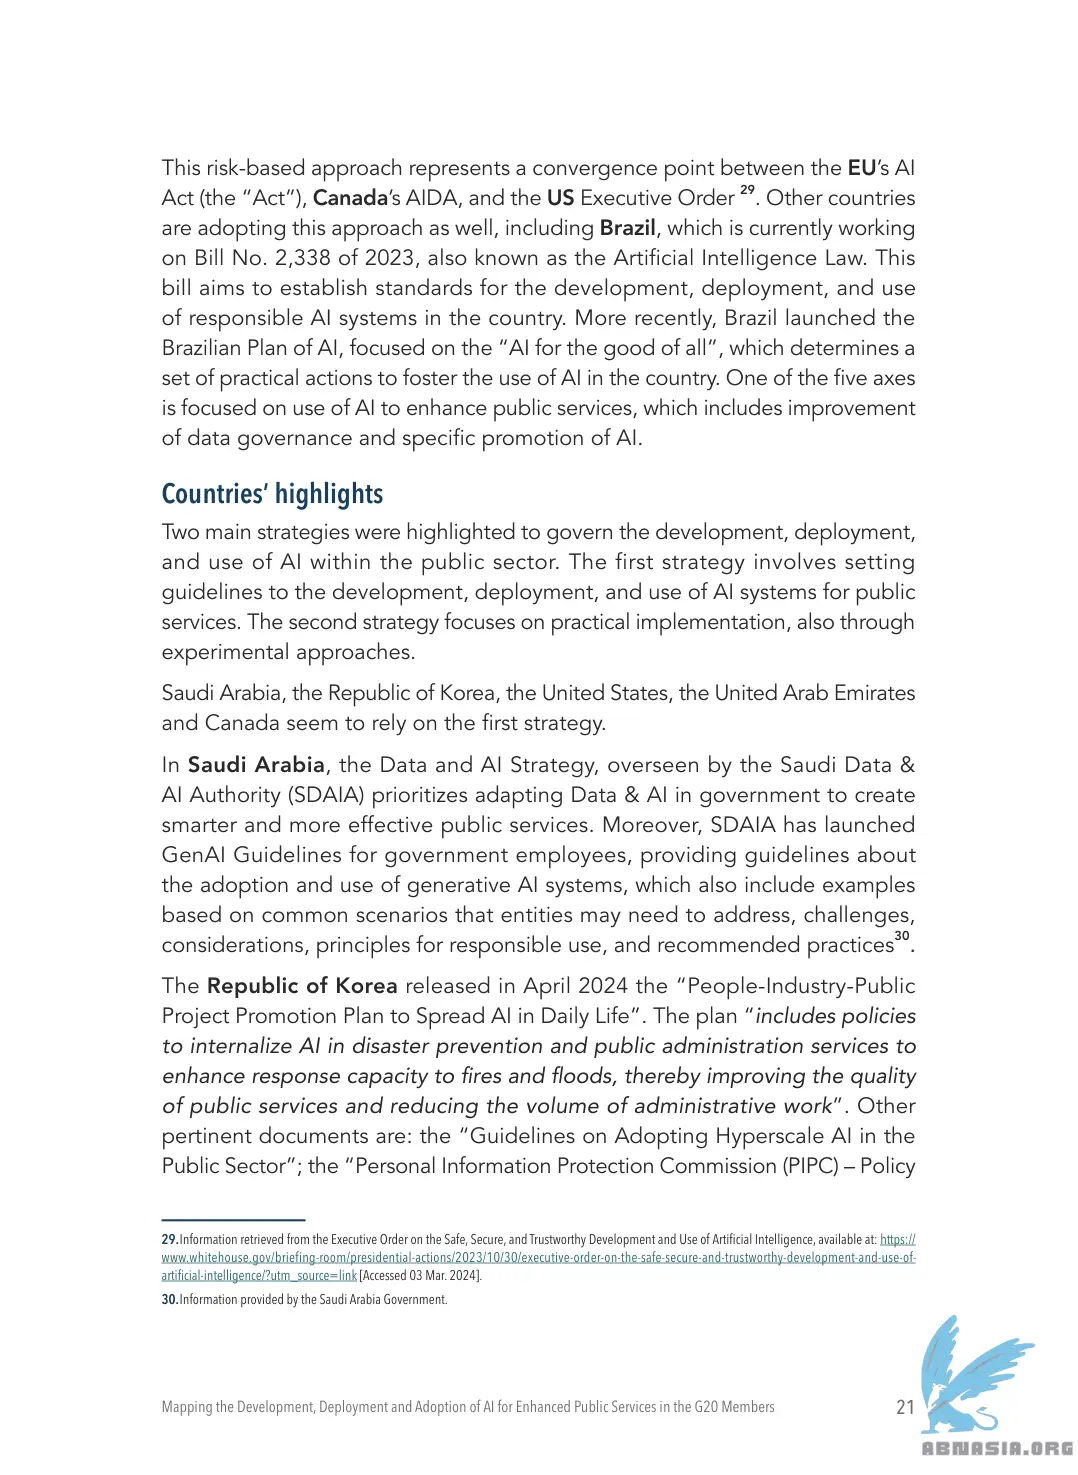 This risk-based approach represents a convergence point between the EU’s AI
Act (the “Act”), Canada’s AIDA, and the US Executive Order 29. Other countries
are adopting this approach as well, including Brazil, which is currently working
on Bill No. 2,338 of 2023, also known as the Artificial Intelligence Law. This
bill aims to establish standards for the development, deployment, and use
of responsible AI systems in the country. More recently, Brazil launched the
Brazilian Plan of AI, focused on the “AI for the good of all”, which determines a
set of practical actions to foster the use of AI in the country. One of the five axes
is focused on use of AI to enhance public services, which includes improvement
of data governance and specific promotion of AI.
Countries’ highlights
Two main strategies were highlighted to govern the development, deployment,
and use of AI within the public sector. The first strategy involves setting
guidelines to the development, deployment, and use of AI systems for public
services. The second strategy focuses on practical implementation, also through
experimental approaches.
Saudi Arabia, the Republic of Korea, the United States, the United Arab Emirates
and Canada seem to rely on the first strategy.
In Saudi Arabia, the Data and AI Strategy, overseen by the Saudi Data &
AI Authority (SDAIA) prioritizes adapting Data & AI in government to create
smarter and more effective public services. Moreover, SDAIA has launched
GenAI Guidelines for government employees, providing guidelines about
the adoption and use of generative AI systems, which also include examples
based on common scenarios that entities may need to address, challenges,
considerations, principles for responsible use, and recommended practices30.
The Republic of Korea released in April 2024 the “People-Industry-Public
Project Promotion Plan to Spread AI in Daily Life”. The plan “includes policies
to internalize AI in disaster prevention and public administration services to
enhance response capacity to fires and floods, thereby improving the quality
of public services and reducing the volume of administrative work”. Other
pertinent documents are: the “Guidelines on Adopting Hyperscale AI in the
Public Sector”; the “Personal Information Protection Commission (PIPC) – Policy
29.Information retrieved from the Executive Order on the Safe, Secure, and Trustworthy Development and Use of Artificial Intelligence, available at: https://
www.whitehouse.gov/briefing-room/presidential-actions/2023/10/30/executive-order-on-the-safe-secure-and-trustworthy-development-and-use-of-
artificial-intelligence/?utm_source=link [Accessed 03 Mar. 2024].
30.Information provided by the Saudi Arabia Government.
Mapping the Development, Deployment and Adoption of AI for Enhanced Public Services in the G20 Members 21
ABNASIA.ORG